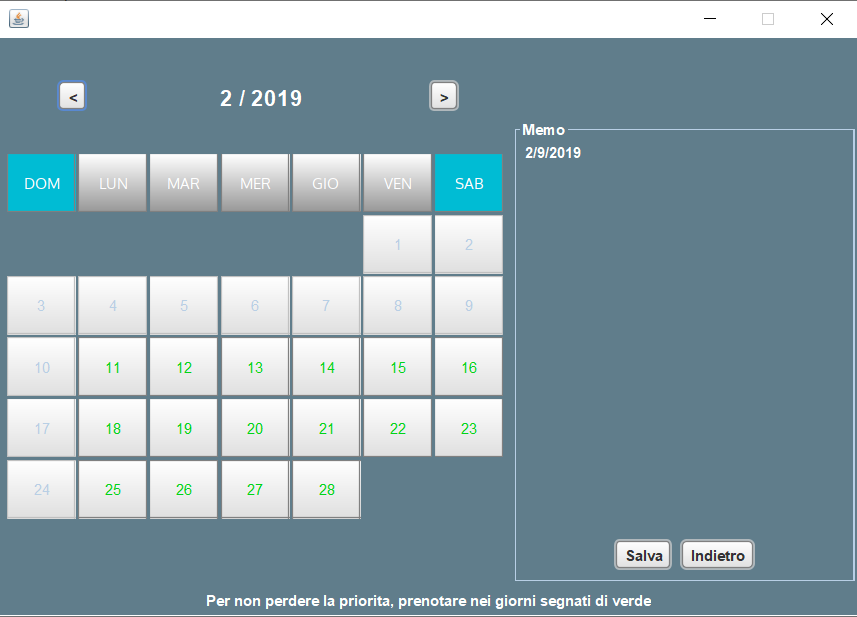 < 2 / 2019 >
Memo
2/9/2019
DOM LUN MAR MER GIO VEN SAB
1 2
3 4 5 6 7 8 9
10 11 12 13 14 15 16
17 18 19 20 21 22 23
24 25 26 27 28
Salva Indietro
Per non perdere la priorita, prenotare nei giorni segnati di verde